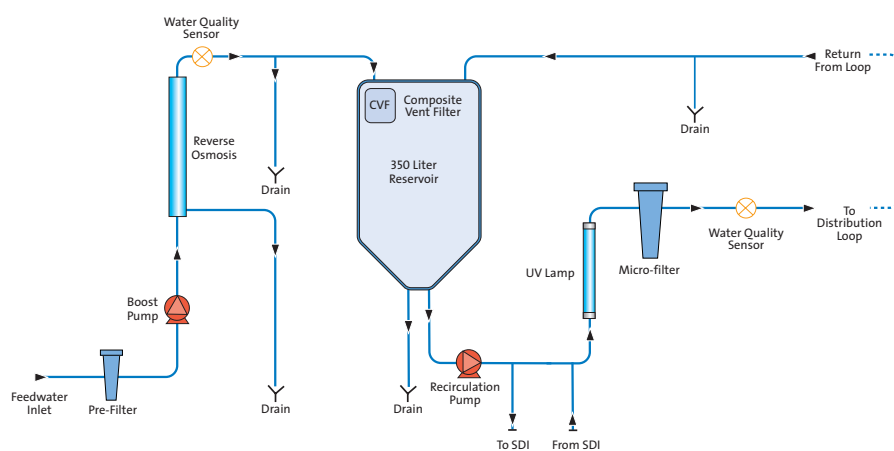 Water Quality
Sensor
Return
From Loop
CVF
Composite
Vent Filter
Drain
Reverse
Osmosis
350 Liter
Reservoir
Drain
To
Distribution
Loop
Water Quality
Sensor
UV Lamp
Micro-filter
Boost
Pump
Recirculation
Pump
Feedwater
Inlet
Pre-Filter
Drain
Drain
To SDI
From SDI